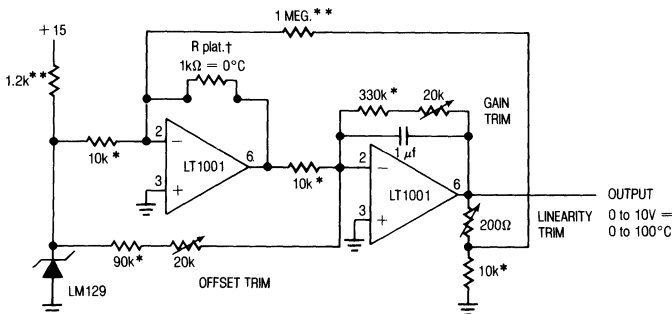 1 MEG.**
+15
R plat.†
1kΩ = 0°C
1.2k**
330k*
20k
GAIN
TRIM
10k*
2
−
LT1001
6
3
+
1 µf
10k*
2
−
LT1001
6
3
+
OUTPUT
0 to 10V =
0 to 100°C
200Ω
LINEARITY
TRIM
90k*
20k
OFFSET TRIM
10k*
LM129